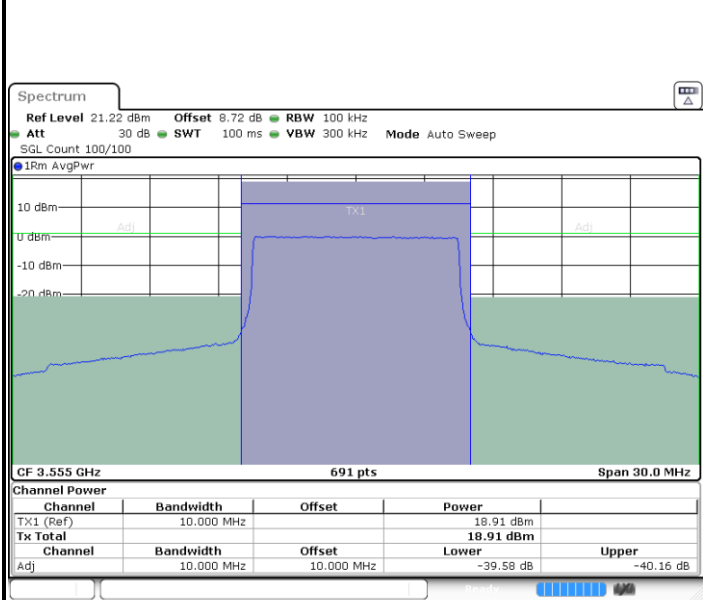 Spectrum
Ref Level 21.22 dBm Offset 8.72 dB RBW 100 kHz
Att 30 dB SWT 100 ms VBW 300 kHz Mode Auto Sweep
SGL Count 100/100
1Rm AvgPwr
10 dBm
TX1
Adj Adj
0 dBm
-10 dBm
-20 dBm
CF 3.555 GHz 691 pts Span 30.0 MHz
Channel Power
Channel Bandwidth Offset Power
TX1 (Ref) 10.000 MHz 18.91 dBm
Tx Total 18.91 dBm
Channel Bandwidth Offset Lower Upper
Adj 10.000 MHz 10.000 MHz -39.58 dB -40.16 dB
Ready